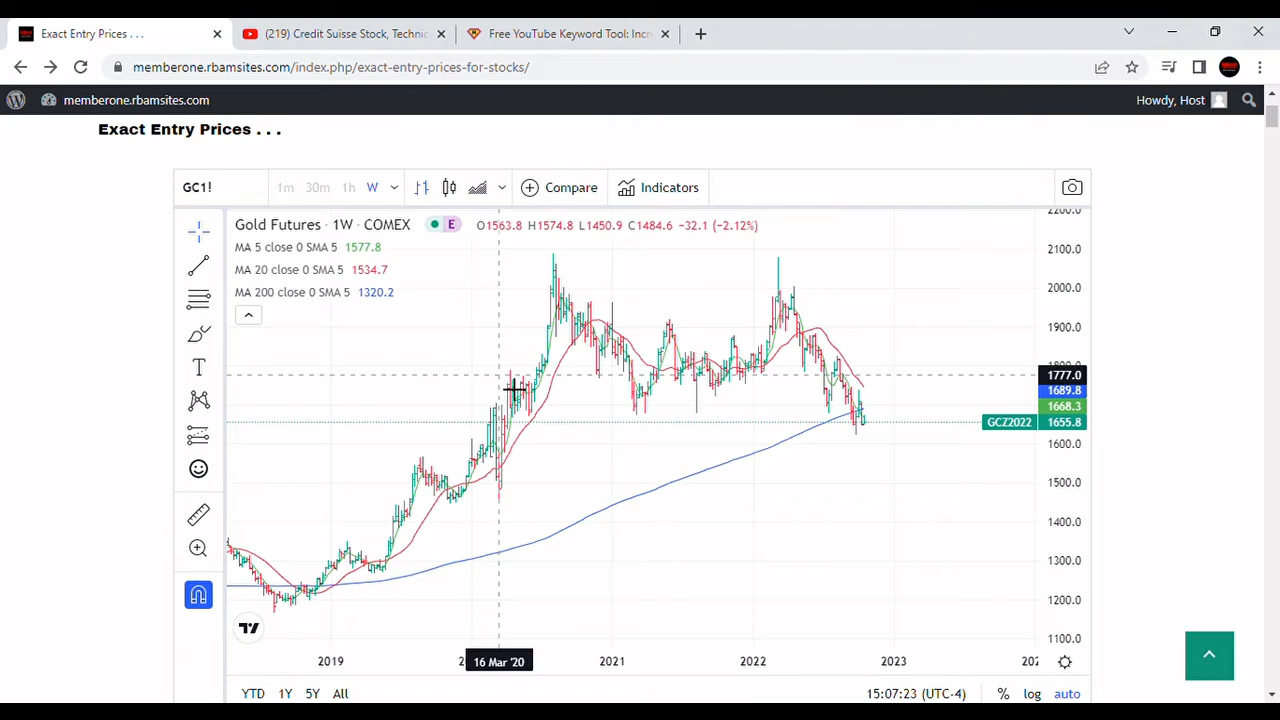 Exact Entry Prices . . .
(219) Credit Suisse Stock, Technic
Free YouTube Keyword Tool: Incr
memberone.rbamsites.com/index.php/exact-entry-prices-for-stocks/
memberone.rbamsites.com
Howdy, Host
Exact Entry Prices . . .
GC1!
1m 30m 1h W
Compare
Indicators
Gold Futures · 1W · COMEX
E
O1563.8 H1574.8 L1450.9 C1484.6 −32.1 (−2.12%)
MA 5 close 0 SMA 5 1577.8
MA 20 close 0 SMA 5 1534.7
MA 200 close 0 SMA 5 1320.2
2200.0
2100.0
2000.0
1900.0
1800.0
1777.0
1689.8
1668.3
GCZ2022 1655.8
1600.0
1500.0
1400.0
1300.0
1200.0
1100.0
2019
16 Mar '20
2021
2022
2023
YTD 1Y 5Y All
15:07:23 (UTC-4)
% log auto